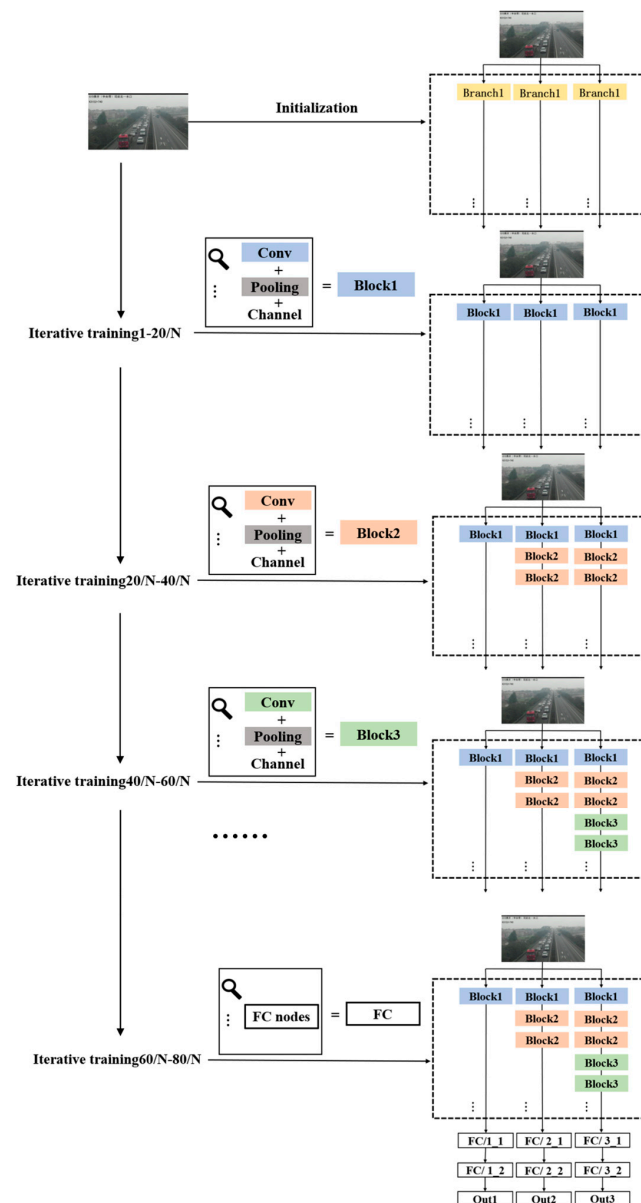 Initialization
Branch1 Branch1 Branch1
Conv
+
Pooling
+
Channel
= Block1
Iterative training1-20/N
Block1 Block1 Block1
Conv
+
Pooling
+
Channel
= Block2
Iterative training20/N-40/N
Block1 Block1 Block1
Block2 Block2
Block2 Block2
Conv
+
Pooling
+
Channel
= Block3
Iterative training40/N-60/N
Block1 Block1 Block1
Block2 Block2
Block2 Block2
Block3
Block3
......
FC nodes = FC
Iterative training60/N-80/N
Block1 Block1 Block1
Block2 Block2
Block2 Block2
Block3
Block3
FC/1_1 FC/ 2_1 FC/ 3_1
FC/ 1_2 FC/ 2_2 FC/ 3_2
Out1 Out2 Out3